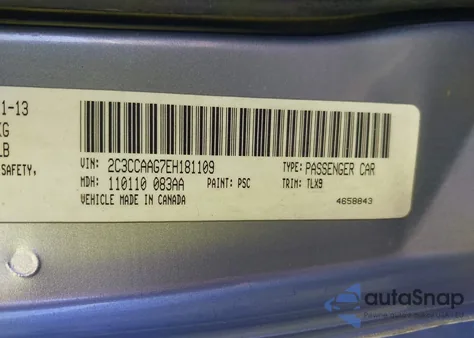 1-13
KG
LB
SAFETY,
VIN: 2C3CCAAG7EH181109
TYPE: PASSENGER CAR
MDH: 110110 083AA
PAINT: PSC
TRIM: TLX9
VEHICLE MADE IN CANADA
4658843
autoSnap